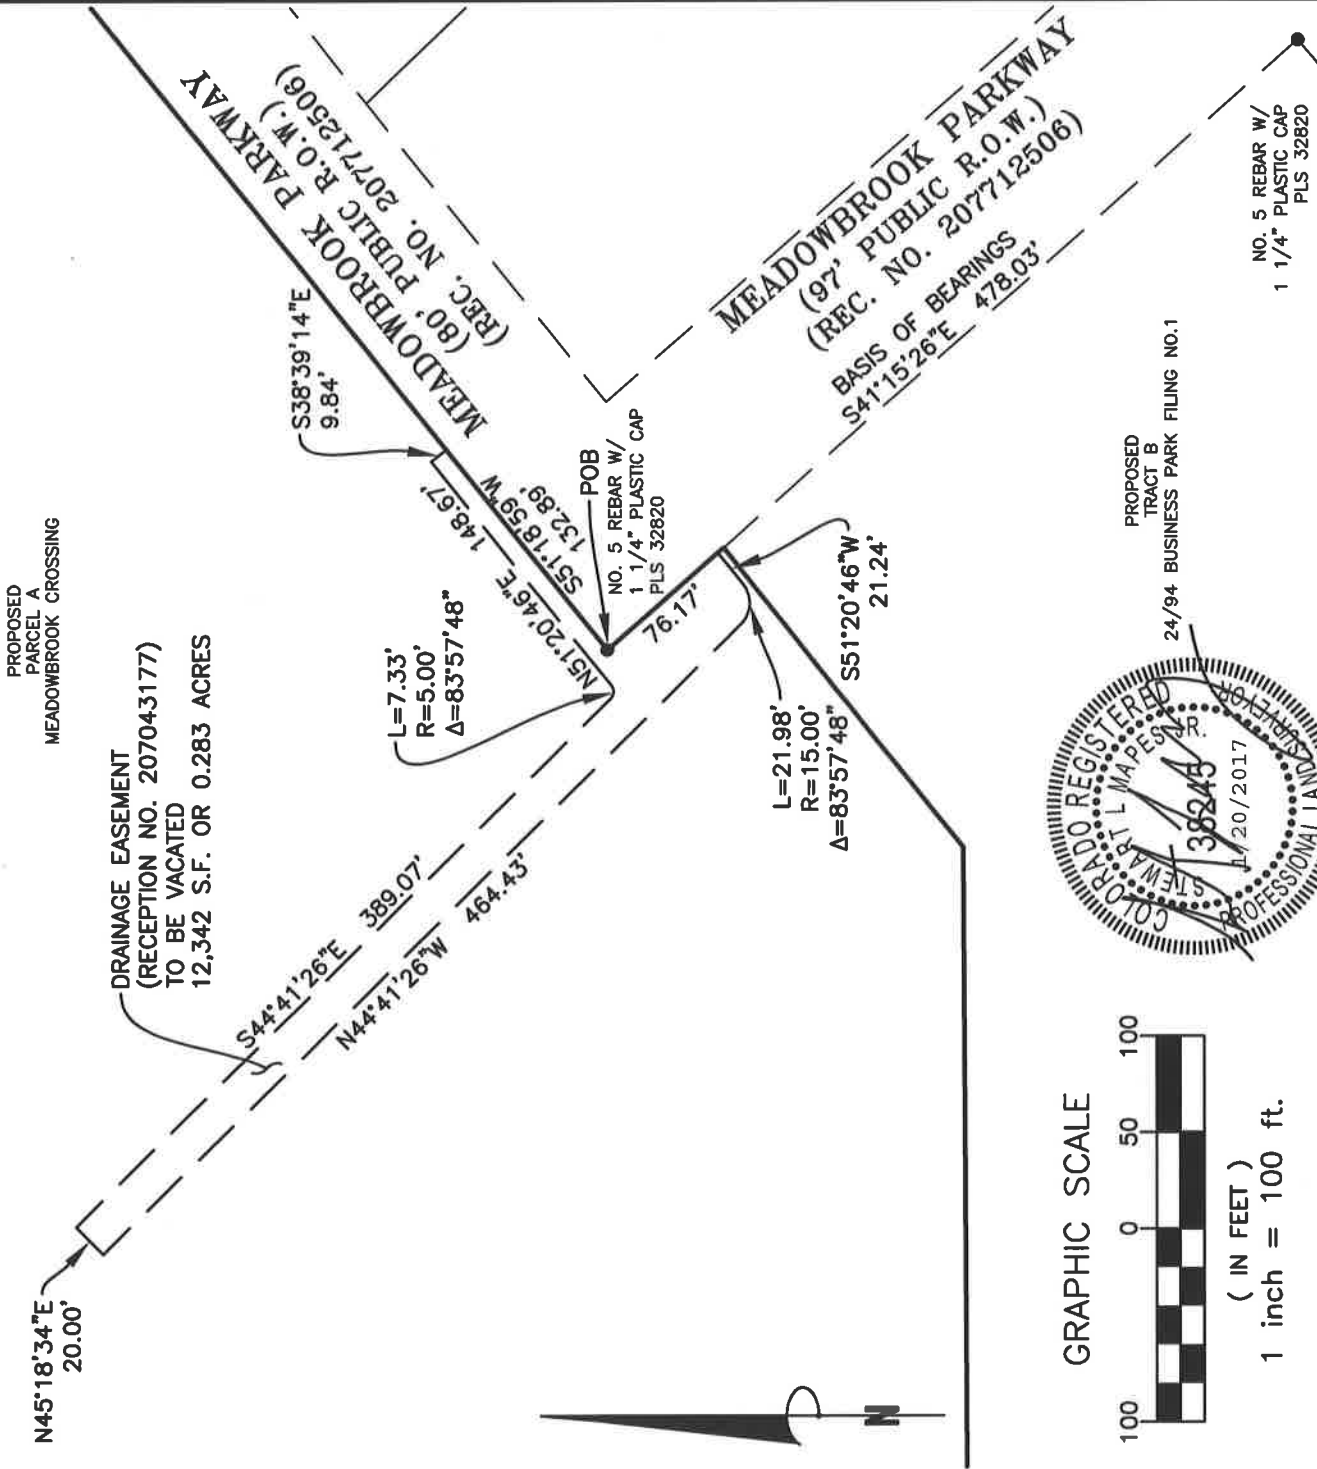 PROPOSED
PARCEL A
MEADOWBROOK CROSSING
DRAINAGE EASEMENT
(RECEPTION NO. 207043177)
TO BE VACATED
12,342 S.F. OR 0.283 ACRES
N45°18'34"E
20.00'
S44°41'26"E 389.07'
N44°41'26"W 464.43'
L=7.33'
R=5.00'
Δ=83°57'48"
S38°39'14"E
9.84'
N51°20'46"E 148.67'
S51°18'59"W
132.89'
MEADOWBROOK PARKWAY
(80' PUBLIC R.O.W.)
(REC. NO. 207712506)
POB
NO. 5 REBAR W/
1 1/4" PLASTIC CAP
PLS 32820
76.17'
S51°20'46"W
21.24'
L=21.98'
R=15.00'
Δ=83°57'48"
MEADOWBROOK PARKWAY
(97' PUBLIC R.O.W.)
(REC. NO. 207712506)
BASIS OF BEARINGS
S41°15'26"E 478.03'
NO. 5 REBAR W/
1 1/4" PLASTIC CAP
PLS 32820
PROPOSED
TRACT B
24/94 BUSINESS PARK FILING NO.1
COLORADO REGISTERED
STEWART L MAPES JR.
38245
1/20/2017
PROFESSIONAL LAND SURVEYOR
N
GRAPHIC SCALE
100 0 50 100
( IN FEET )
1 inch = 100 ft.